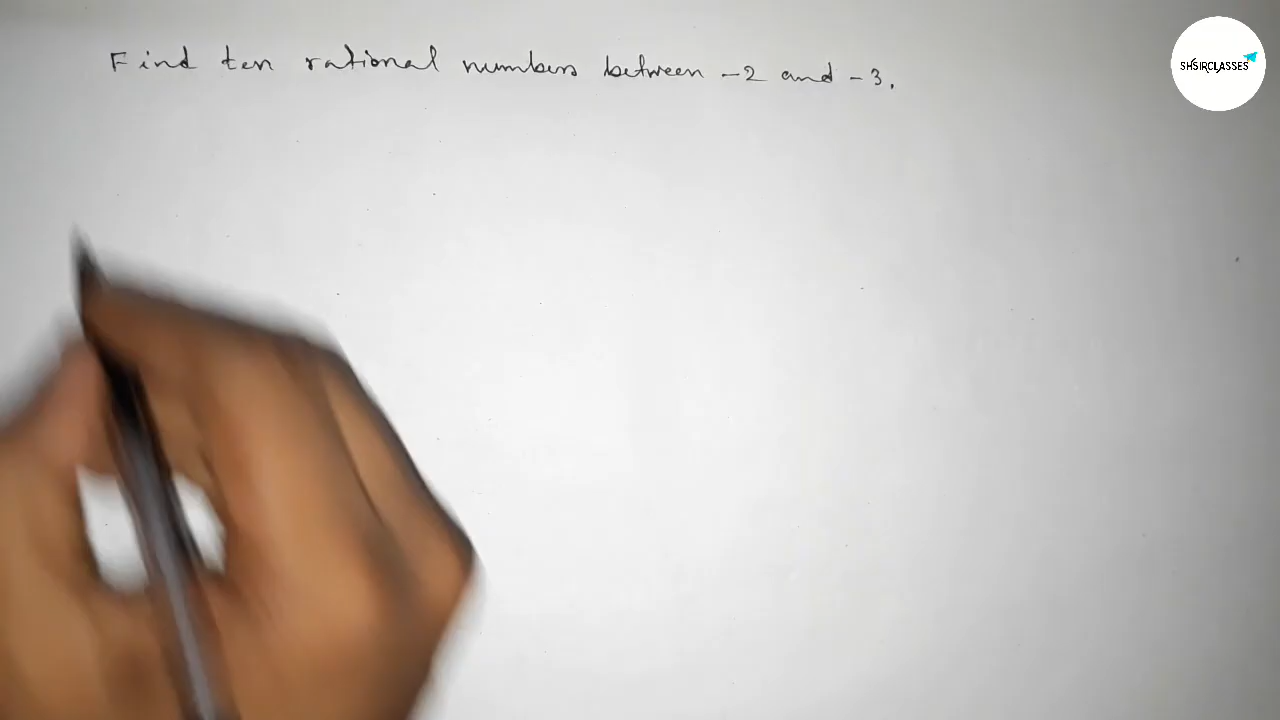 Find ten rational numbers between -2 and -3.
SHSIRCLASSES